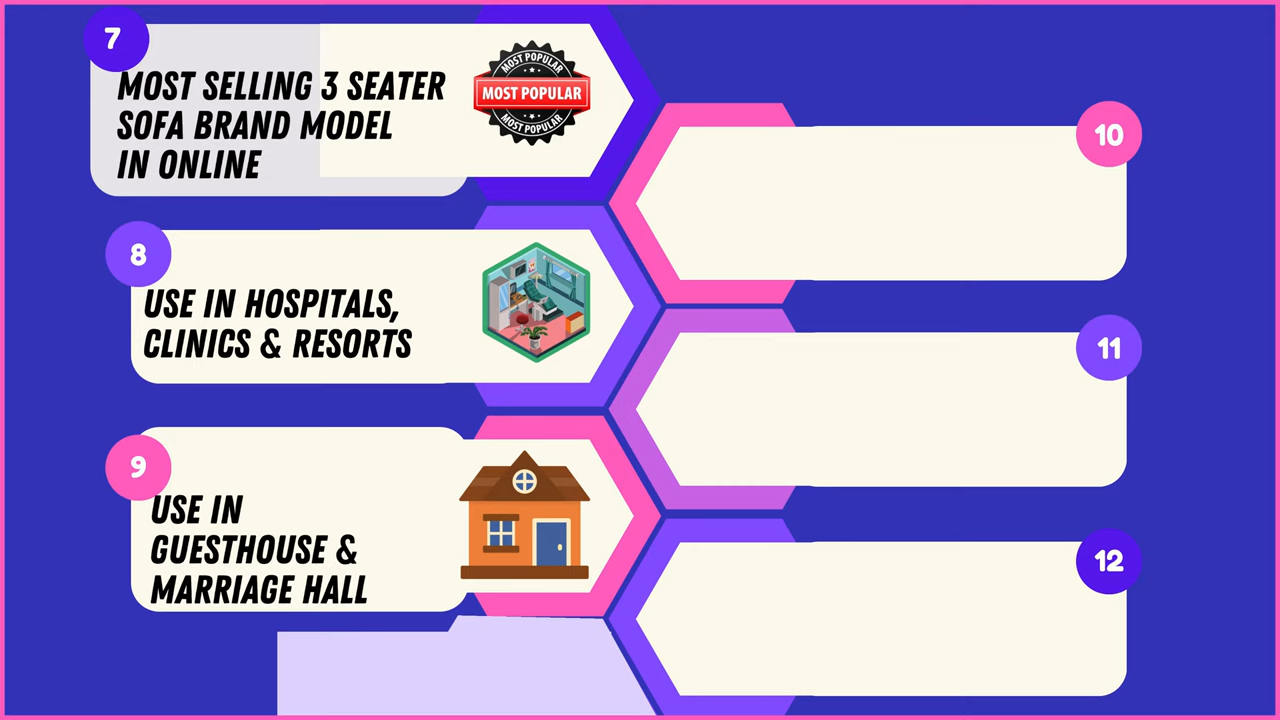 7
MOST SELLING 3 SEATER
SOFA BRAND MODEL
IN ONLINE
MOST POPULAR
MOST POPULAR
MOST POPULAR
8
USE IN HOSPITALS,
CLINICS & RESORTS
9
USE IN
GUESTHOUSE &
MARRIAGE HALL
10
11
12